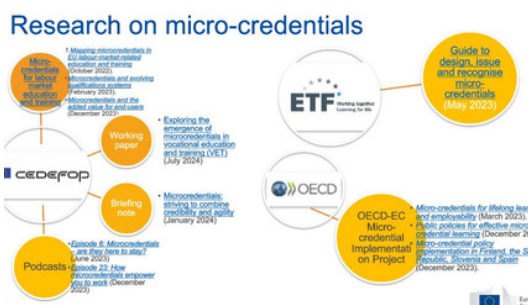 Research on micro-credentials
Micro-
credentials
for labour
market
education
and training
1. Mapping microcredentials in
EU labour-market-related
education and training
(October 2022).
•Microcredentials and evolving
qualifications systems
(February 2023).
•Microcredentials and the
added value for end-users
(December 2023)
CEDEFOP
Working
paper
• Exploring the
emergence of
microcredentials in
vocational education
and training (VET)
(July 2024)
Briefing
note
• Microcredentials:
striving to combine
credibility and agility
(January 2024)
Podcasts
•Episode 6: Microcredentials
– are they here to stay?
(June 2023)
•Episode 23: How
microcredentials empower
you to work (December
2023)
ETF
Working together
Learning for life
Guide to
design, issue
and recognise
micro-
credentials
(May 2023)
OECD
OECD-EC
Micro-
credential
Implementati
on Project
• Micro-credentials for lifelong lear
and employability (March 2023).
• Public policies for effective micro
credential learning (December 20
• Micro-credential policy
implementation in Finland, the S
Republic, Slovenia and Spain
(December 2023).